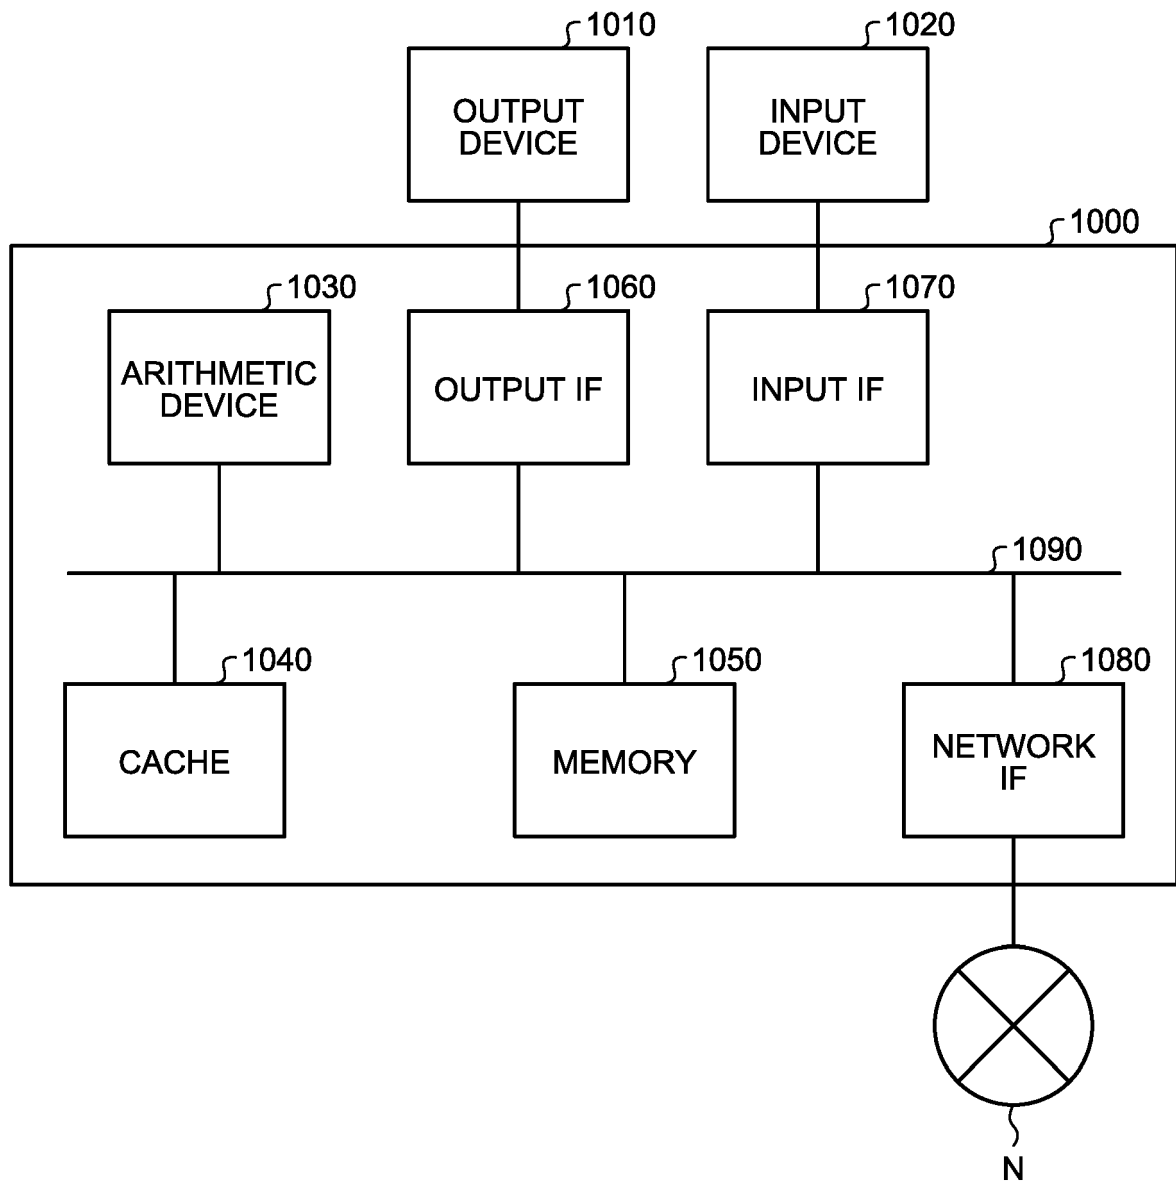 1010
1020
OUTPUT
DEVICE
INPUT
DEVICE
1000
1030
1060
1070
ARITHMETIC
DEVICE
OUTPUT IF
INPUT IF
1090
1040
1050
1080
CACHE
MEMORY
NETWORK
IF
N